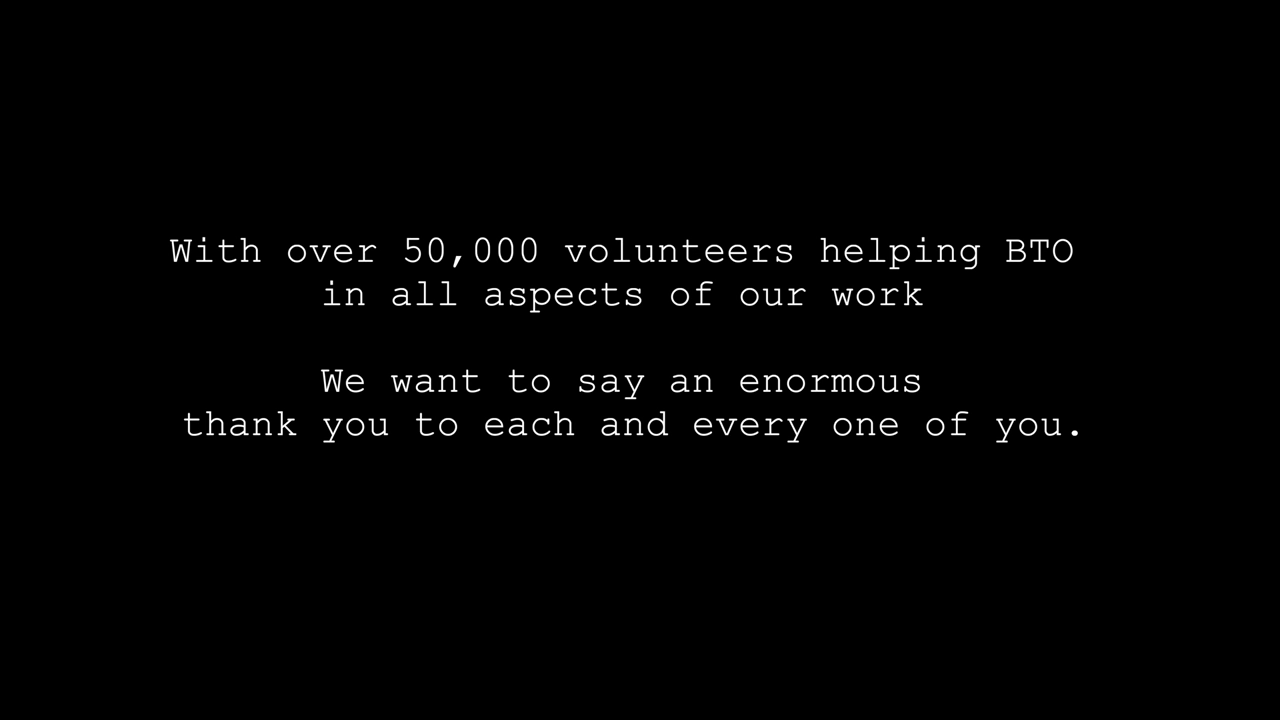 With over 50,000 volunteers helping BTO
in all aspects of our work
We want to say an enormous
thank you to each and every one of you.